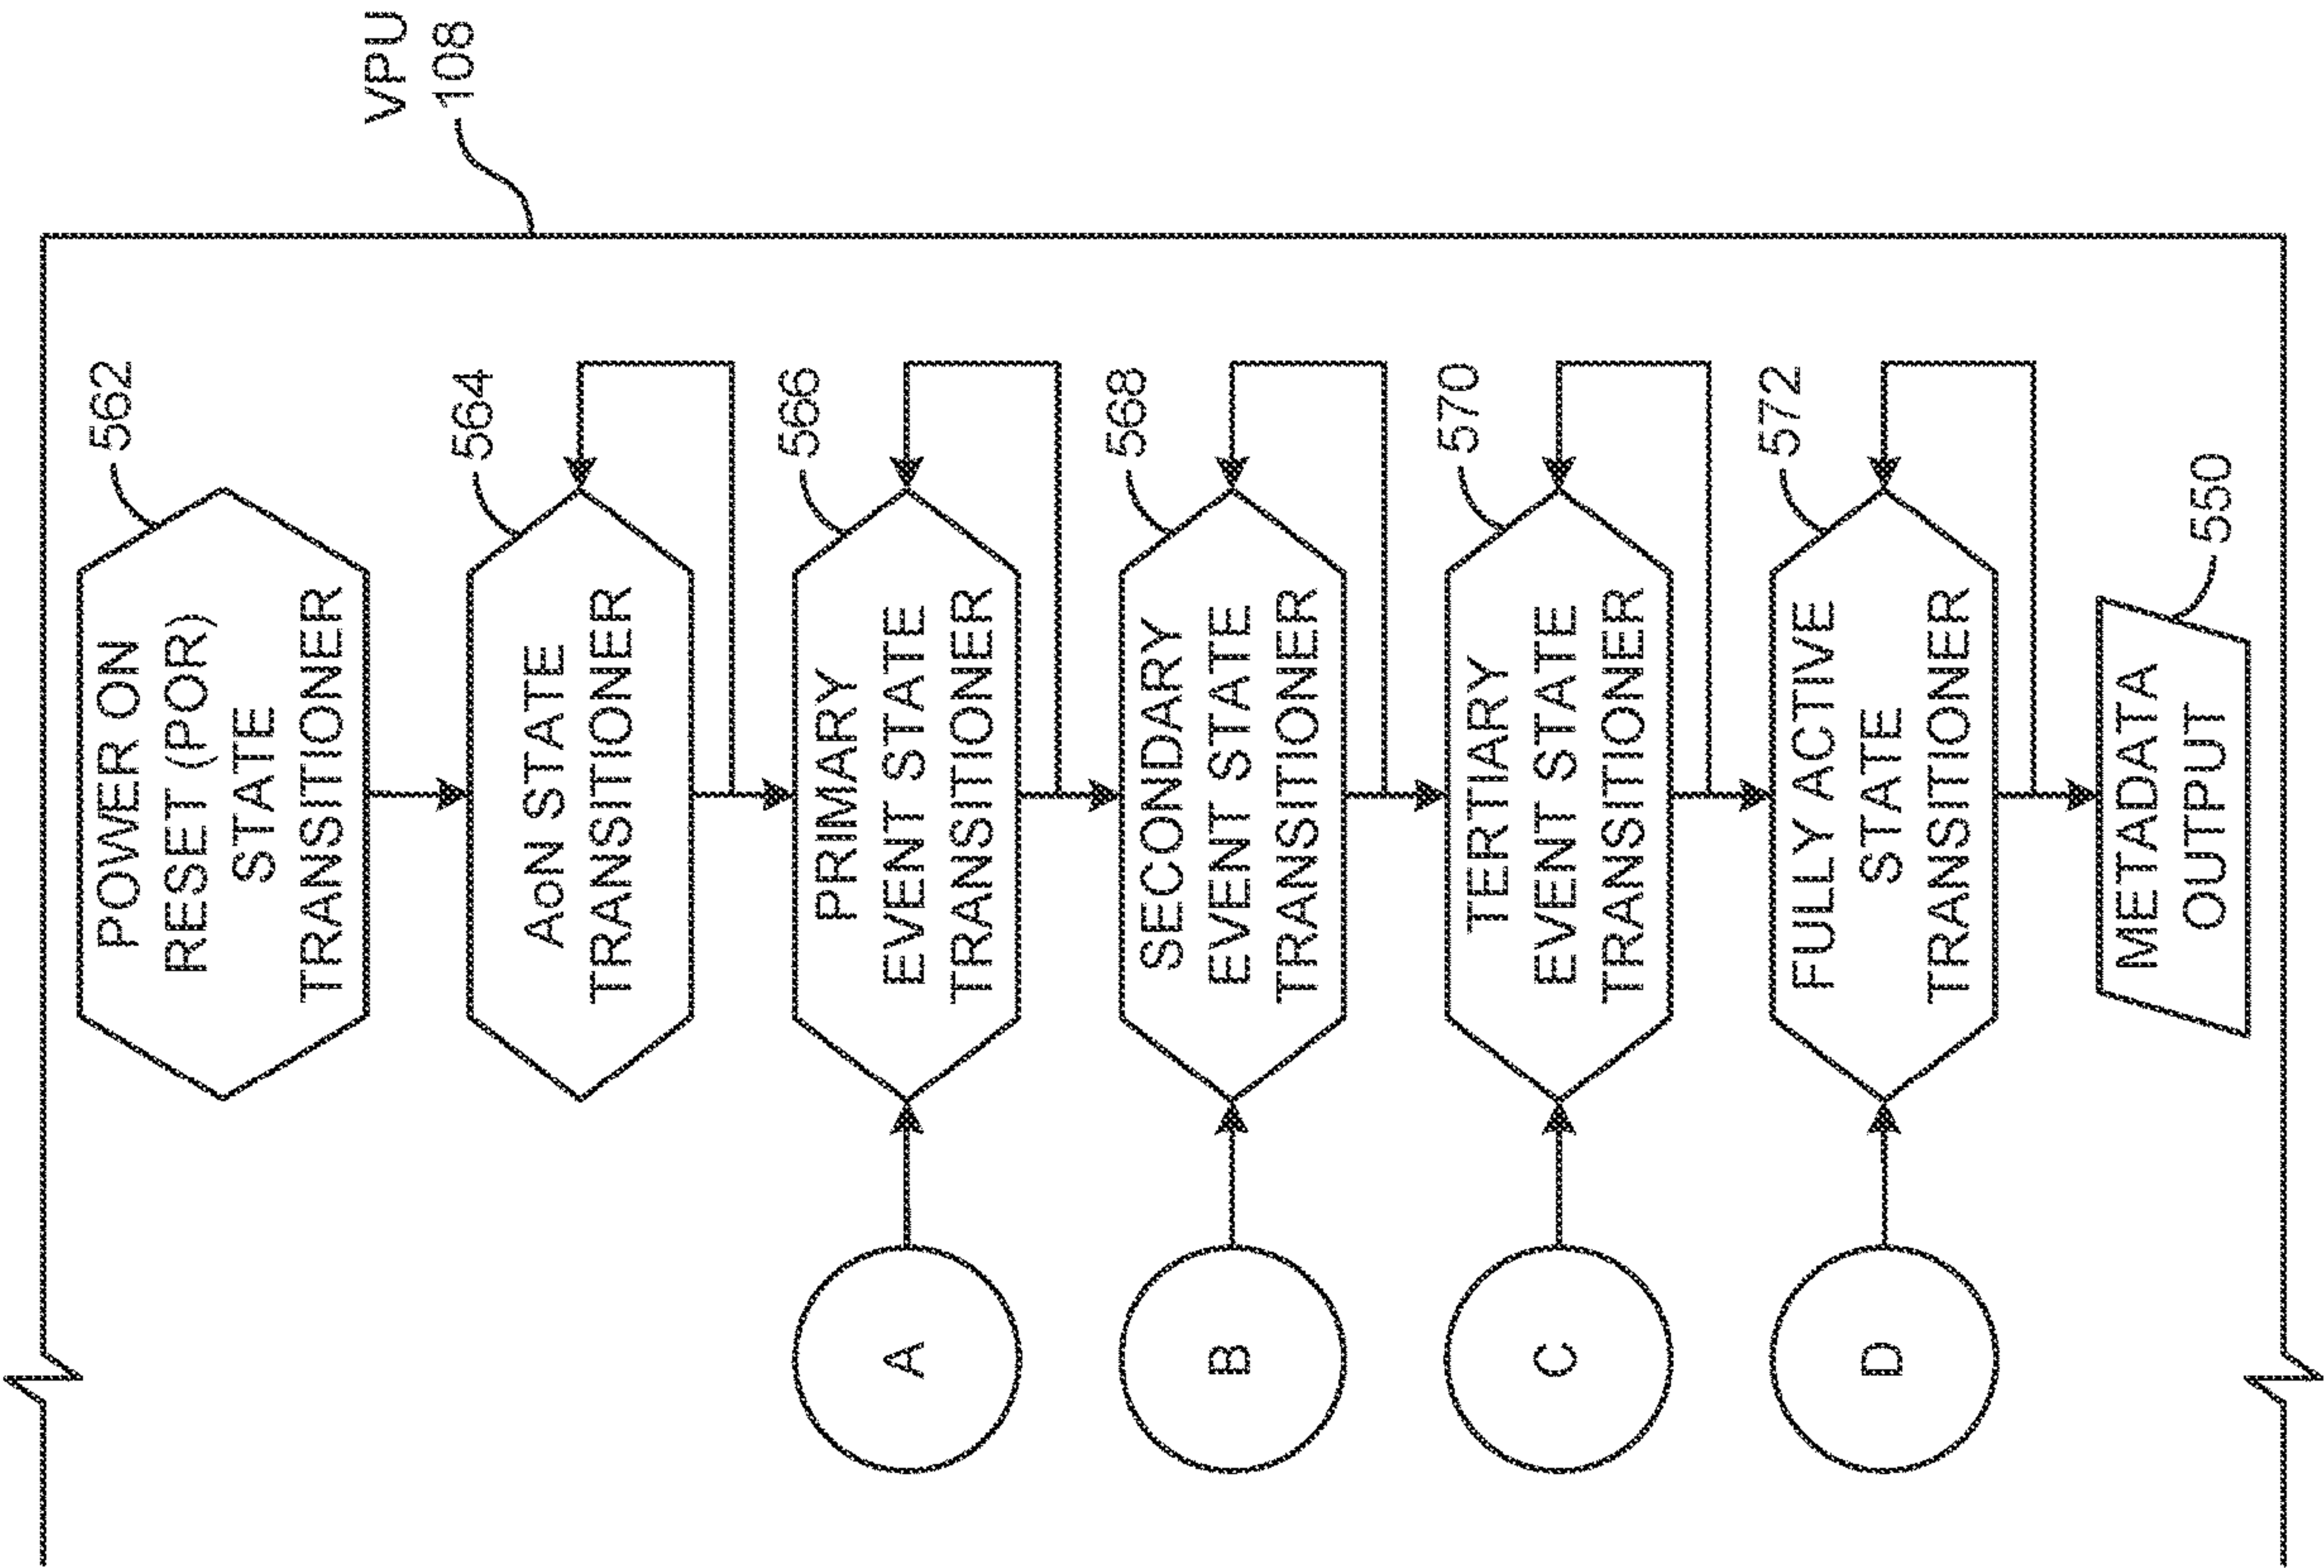 VPU
108
POWER ON
RESET (POR)
STATE
TRANSITIONER
562
AoN STATE
TRANSITIONER
564
A
PRIMARY
EVENT STATE
TRANSITIONER
566
B
SECONDARY
EVENT STATE
TRANSITIONER
568
C
TERTIARY
EVENT STATE
TRANSITIONER
570
D
FULLY ACTIVE
STATE
TRANSITIONER
572
METADATA
OUTPUT
550